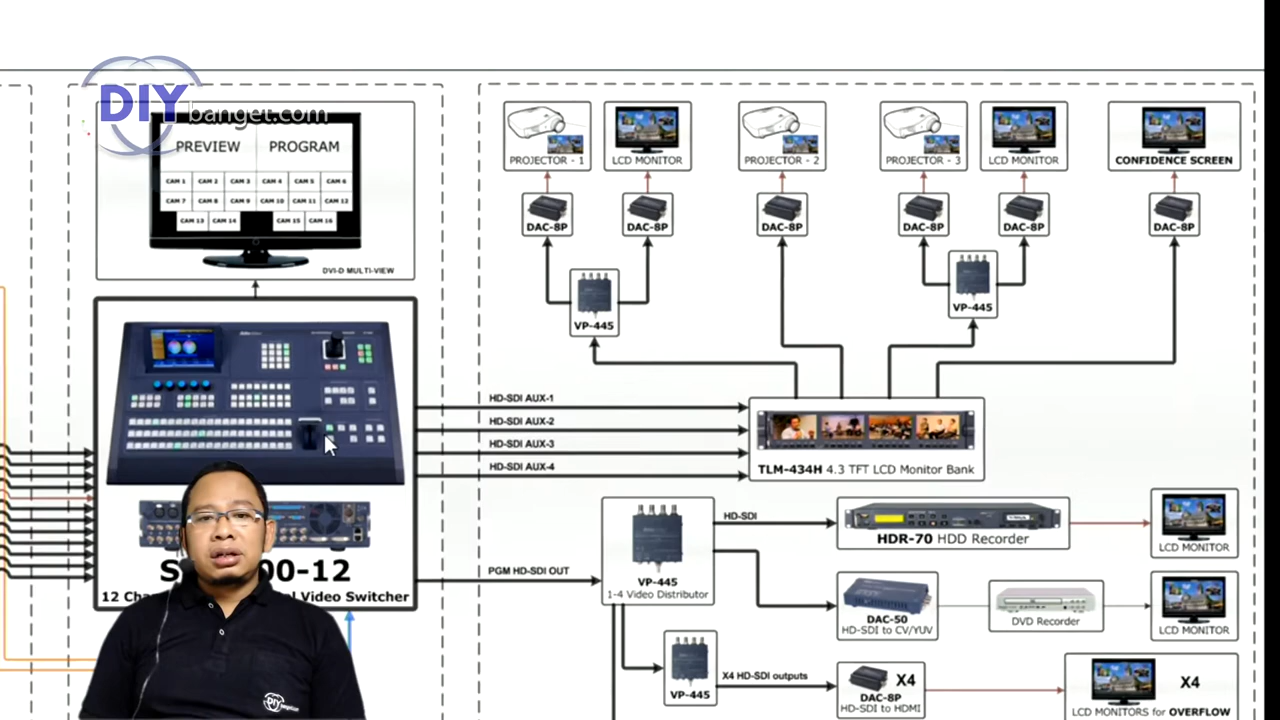 DIY
banget.com
PREVIEW PROGRAM
CAM 1 CAM 2 CAM 3 CAM 4 CAM 5 CAM 6
CAM 7 CAM 8 CAM 9 CAM 10 CAM 11 CAM 12
CAM 13 CAM 14 CAM 15 CAM 16
DVI-D MULTI-VIEW
PROJECTOR - 1
LCD MONITOR
PROJECTOR - 2
PROJECTOR - 3
LCD MONITOR
CONFIDENCE SCREEN
DAC-8P
DAC-8P
DAC-8P
DAC-8P
DAC-8P
DAC-8P
VP-445
VP-445
HD-SDI AUX-1
HD-SDI AUX-2
HD-SDI AUX-3
HD-SDI AUX-4
TLM-434H 4.3 TFT LCD Monitor Bank
S 00-12
12 Cha l Video Switcher
PGM HD-SDI OUT
VP-445
1-4 Video Distributor
HD-SDI
HDR-70 HDD Recorder
LCD MONITOR
DAC-50
HD-SDI to CV/YUV
DVD Recorder
LCD MONITOR
VP-445
X4 HD-SDI outputs
X4
DAC-8P
HD-SDI to HDMI
X4
LCD MONITORS for OVERFLOW
DIY